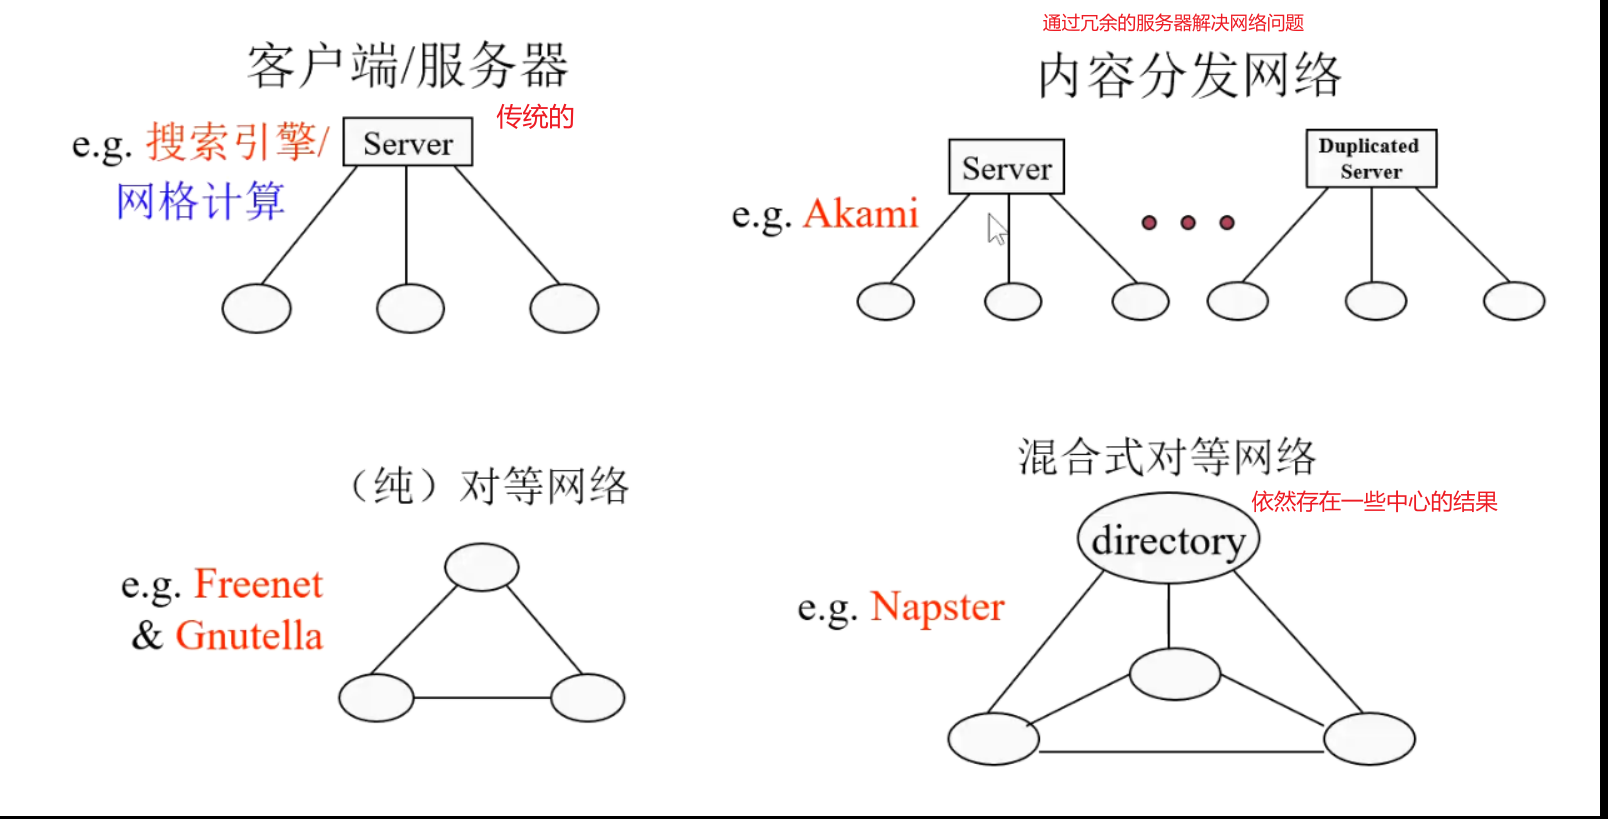 客户端/服务器
传统的
e.g. 搜索引擎/
网格计算
Server
通过冗余的服务器解决网络问题
内容分发网络
e.g. Akami
Server
Duplicated
Server
（纯）对等网络
e.g. Freenet
& Gnutella
混合式对等网络
依然存在一些中心的结果
directory
e.g. Napster